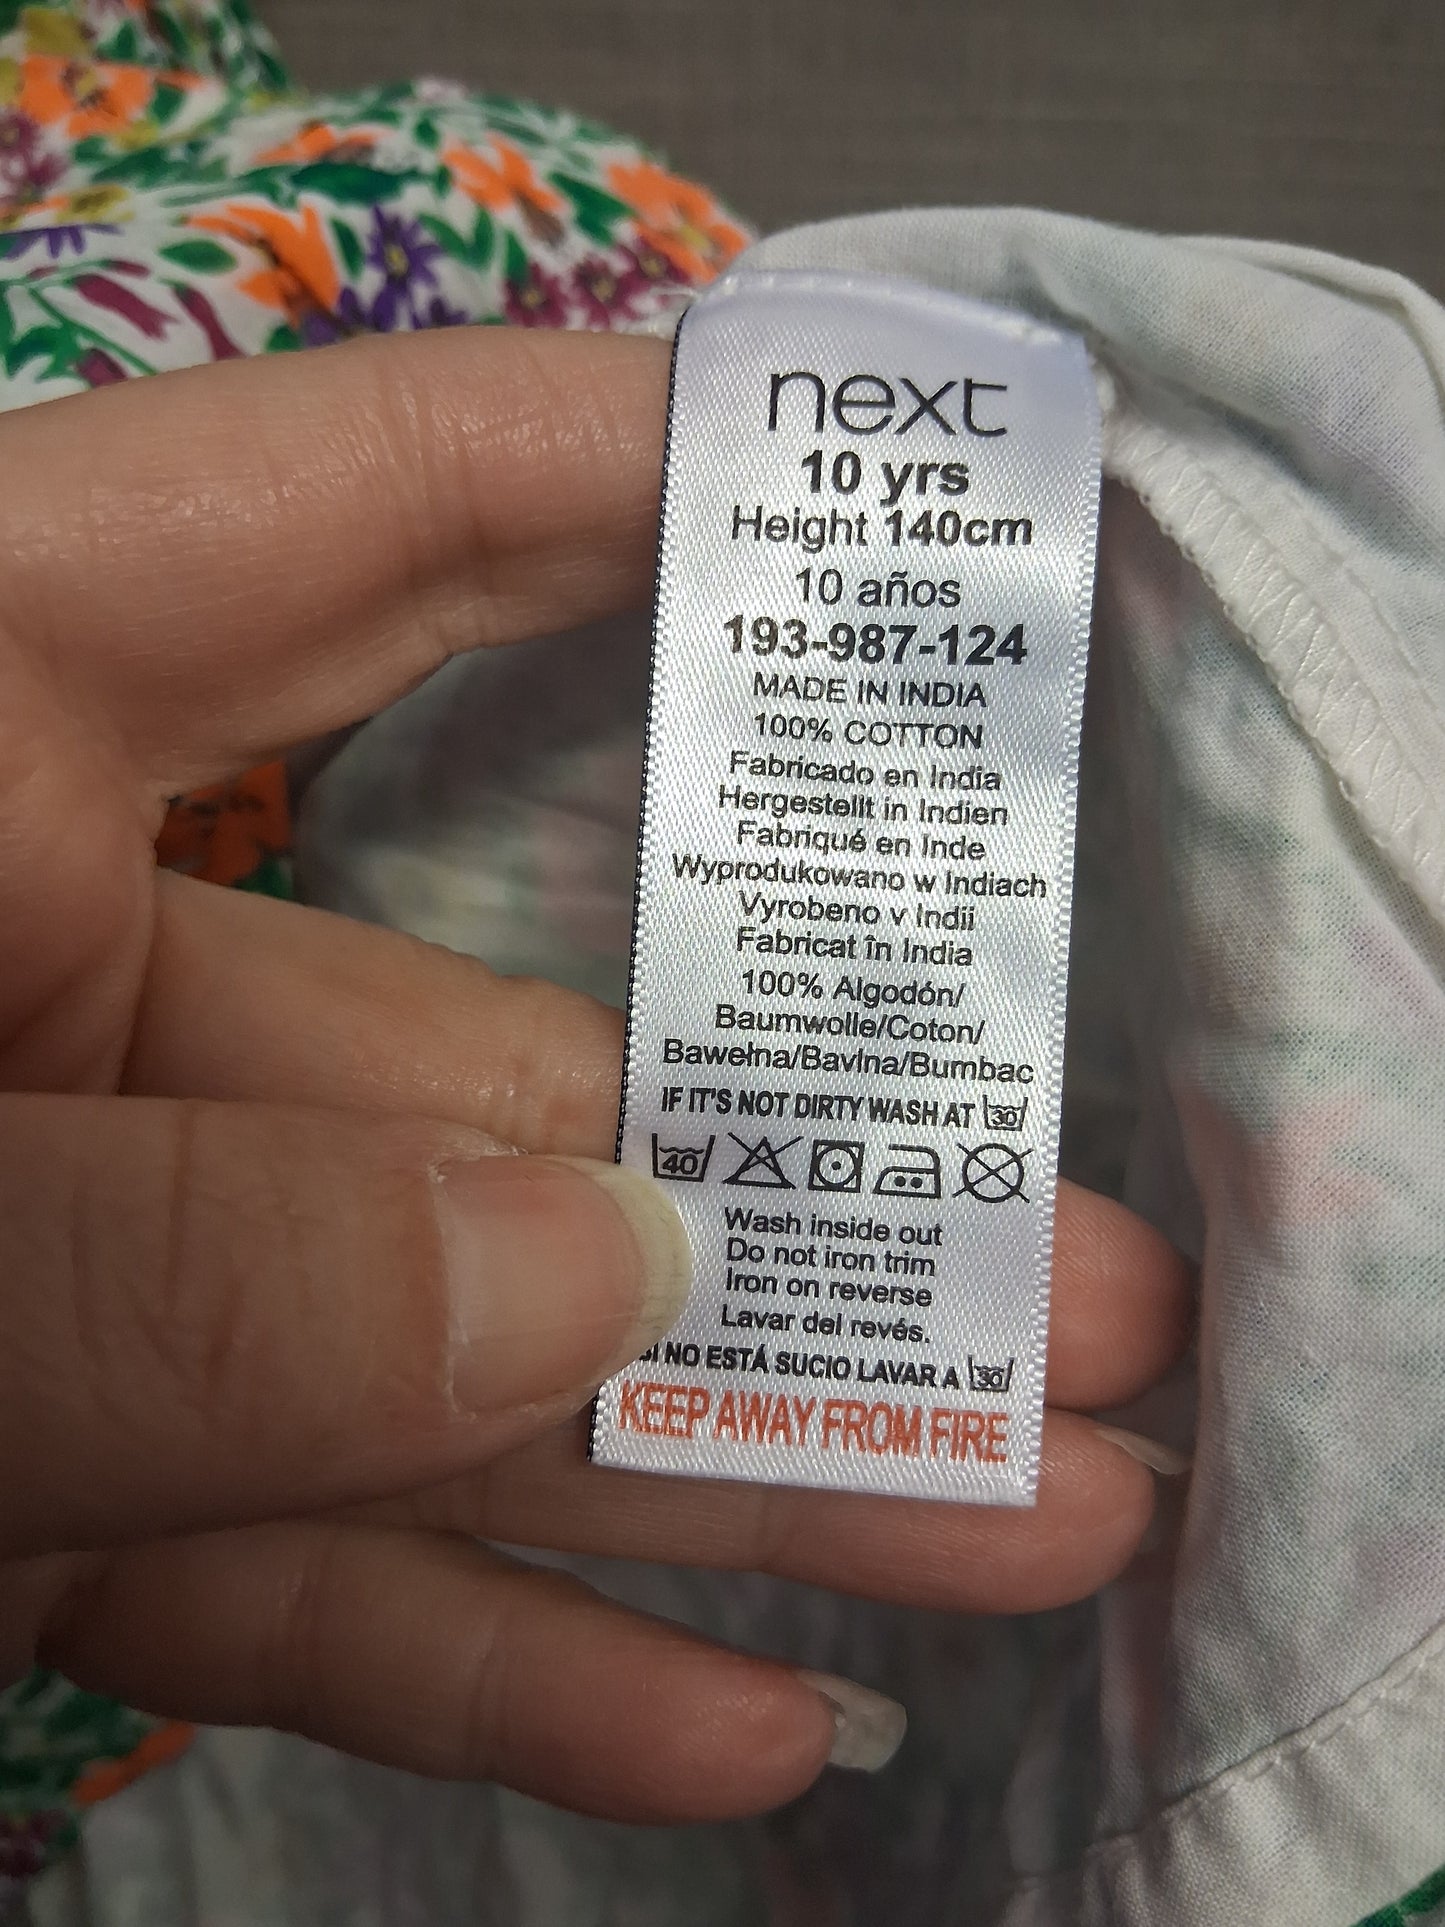 next
10 yrs
Height 140cm
10 años
193-987-124
MADE IN INDIA
100% COTTON
Fabricado en India
Hergestellt in Indien
Fabriqué en Inde
Wyprodukowano w Indiach
Vyrobeno v Indii
Fabricat în India
100% Algodón/
Baumwolle/Coton/
Bawełna/Bavlna/Bumbac
IF IT'S NOT DIRTY WASH AT 30
40
Wash inside out
Do not iron trim
Iron on reverse
Lavar del revés.
SI NO ESTÁ SUCIO LAVAR A 30
KEEP AWAY FROM FIRE